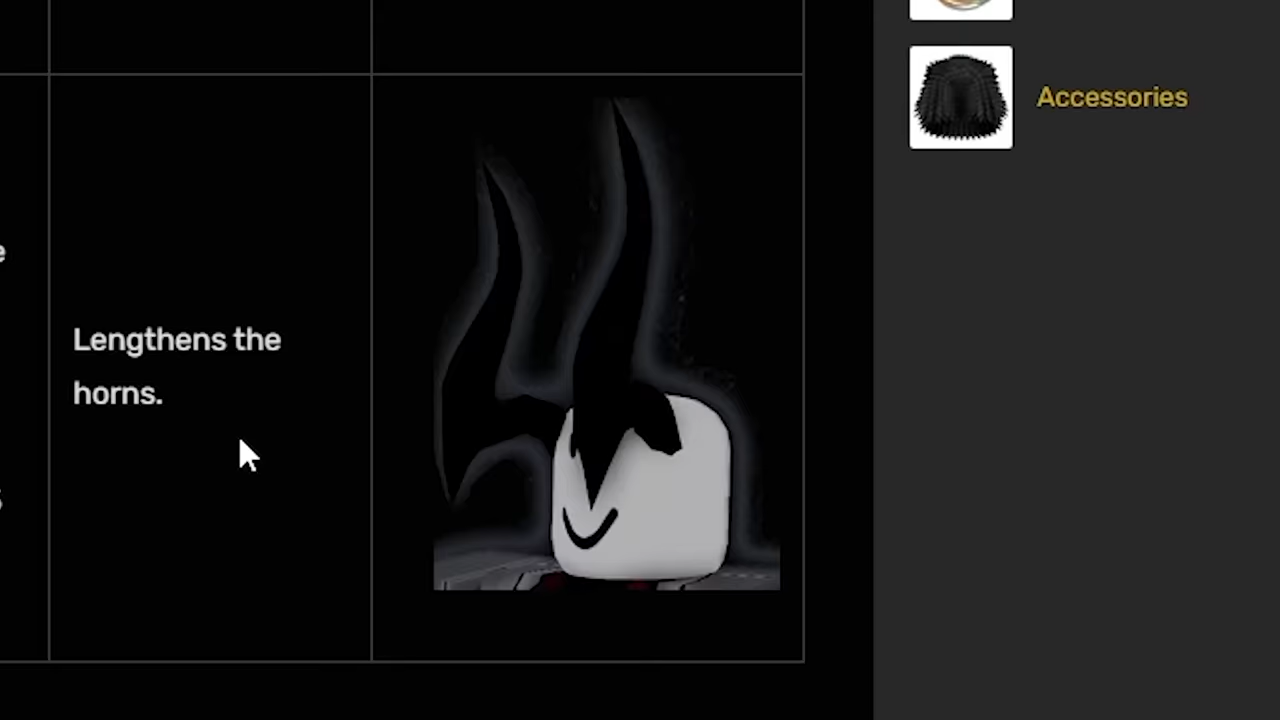 Accessories
e
Lengthens the
horns.